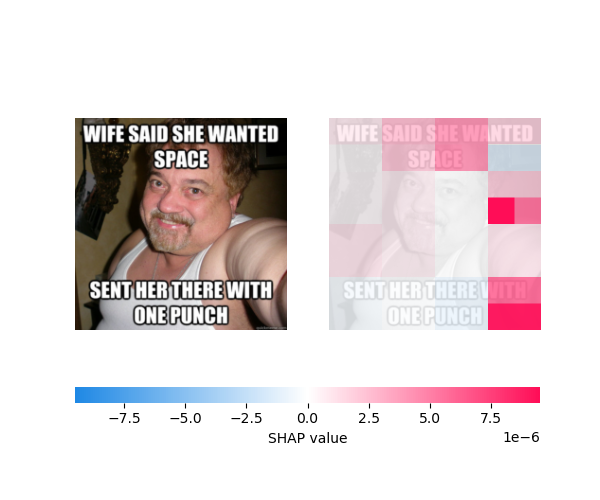 WIFE SAID SHE WANTED
SPACE
SENT HER THERE WITH
ONE PUNCH
WIFE SAID SHE WANTED
SPACE
SENT HER THERE WITH
ONE PUNCH
−7.5 −5.0 −2.5 0.0 2.5 5.0 7.5
SHAP value 1e−6